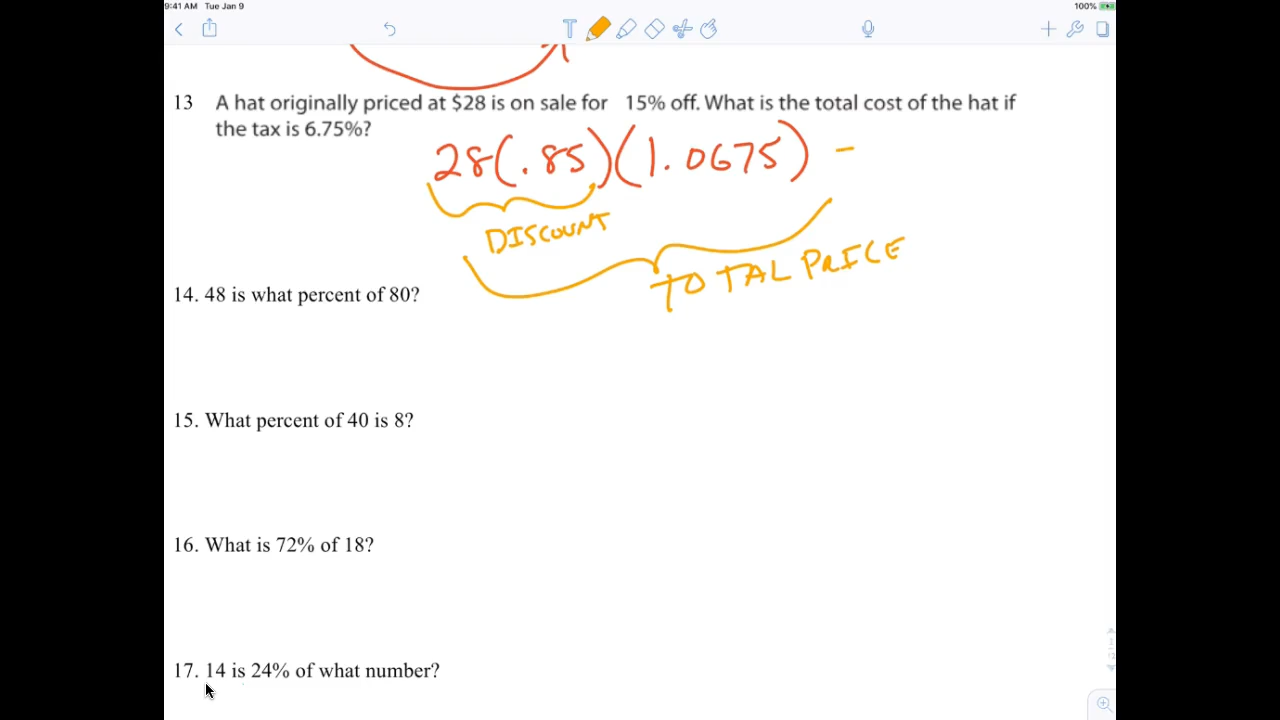 9:41 AM Tue Jan 9 100%
13 A hat originally priced at $28 is on sale for 15% off. What is the total cost of the hat if
the tax is 6.75%?
28(.85)(1.0675) =
DISCOUNT
TOTAL PRICE
14. 48 is what percent of 80?
15. What percent of 40 is 8?
16. What is 72% of 18?
17. 14 is 24% of what number?